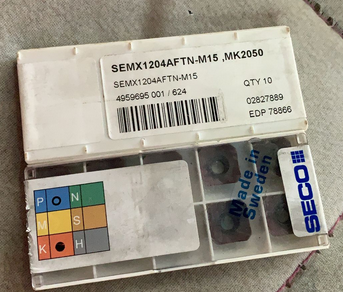 SEMX1204AFTN-M15 ,MK2050
SEMX1204AFTN-M15
4959695 001 / 624
QTY 10
02827889
EDP 78866
P N
M S
K H
Made in
Sweden
SECO